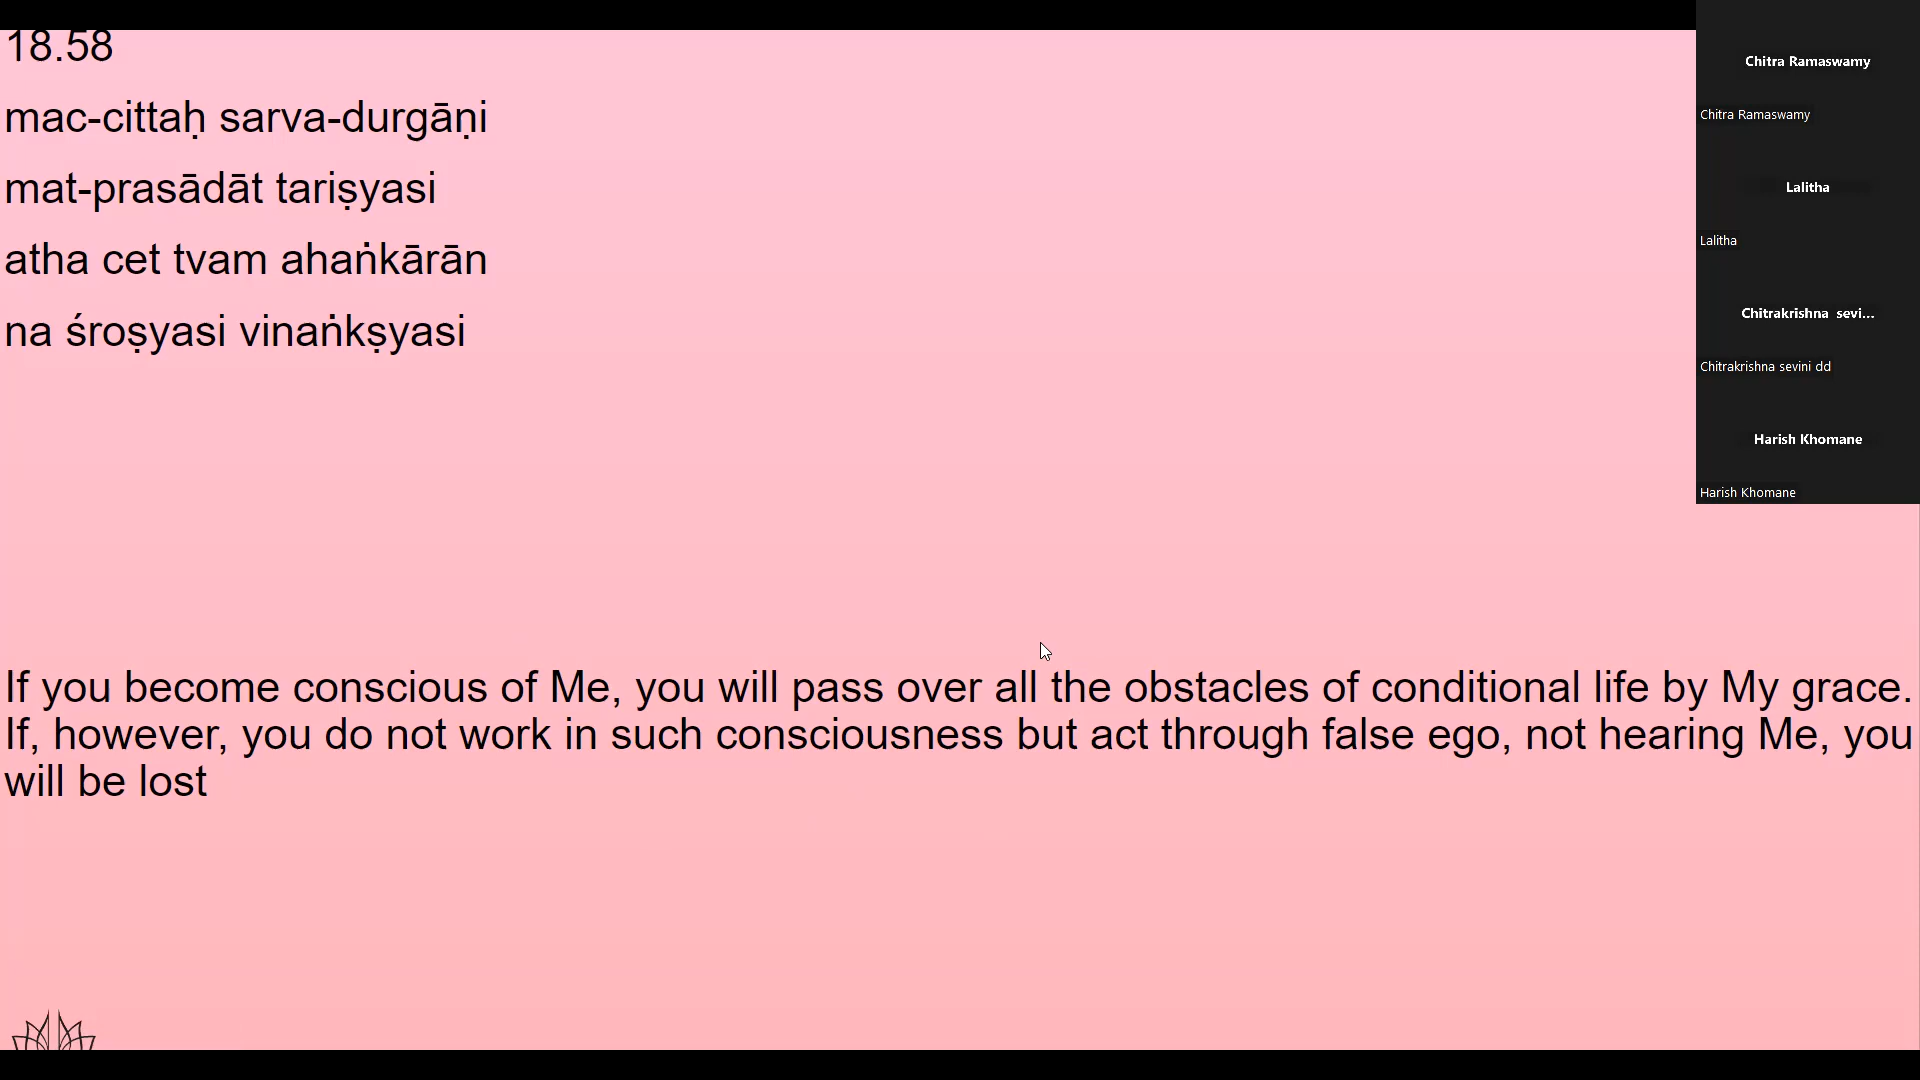 18.58
mac-cittaḥ sarva-durgāṇi
mat-prasādāt tariṣyasi
atha cet tvam ahaṅkārān
na śroṣyasi vinaṅkṣyasi
If you become conscious of Me, you will pass over all the obstacles of conditional life by My grace.
If, however, you do not work in such consciousness but act through false ego, not hearing Me, you
will be lost
Chitra Ramaswamy
Chitra Ramaswamy
Lalitha
Lalitha
Chitrakrishna sevi...
Chitrakrishna sevini dd
Harish Khomane
Harish Khomane